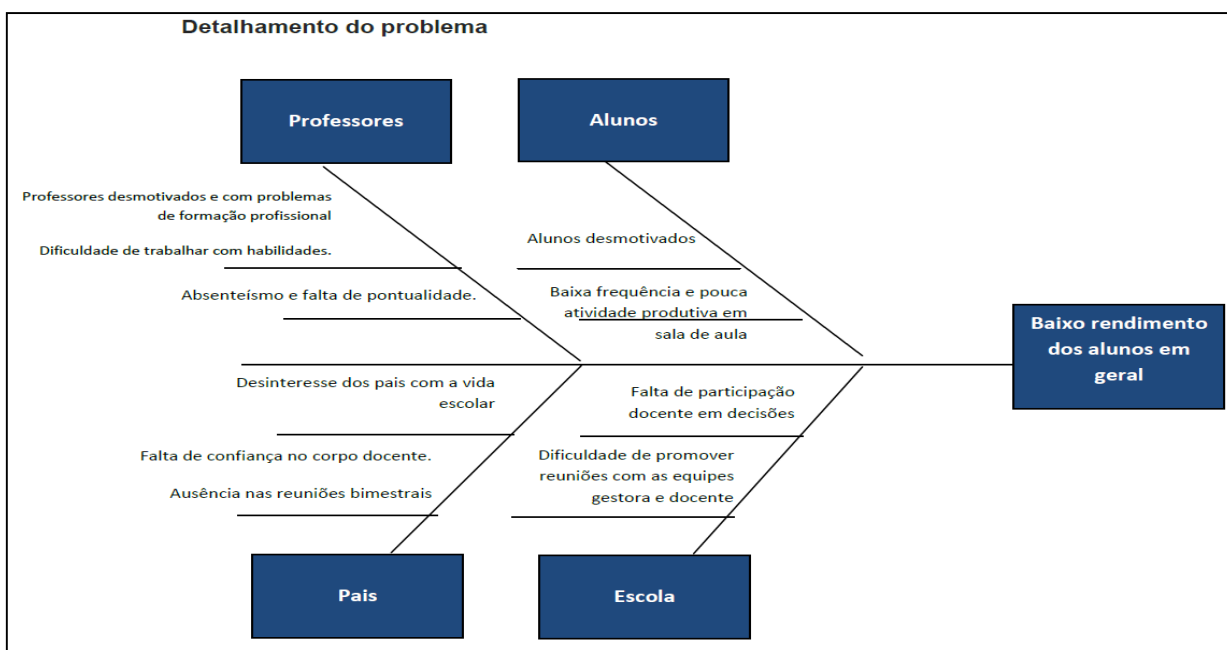 Detalhamento do problema
Professores
Alunos
Professores desmotivados e com problemas
de formação profissional
Dificuldade de trabalhar com habilidades.
Absenteísmo e falta de pontualidade.
Alunos desmotivados
Baixa frequência e pouca
atividade produtiva em
sala de aula
Baixo rendimento
dos alunos em
geral
Desinteresse dos pais com a vida
escolar
Falta de confiança no corpo docente.
Ausência nas reuniões bimestrais
Falta de participação
docente em decisões
Dificuldade de promover
reuniões com as equipes
gestora e docente
Pais
Escola